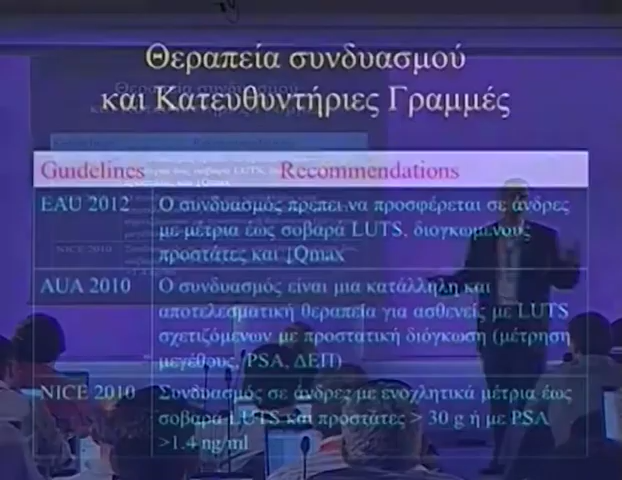 Θεραπεία συνδυασμού
και Κατευθυντήριες Γραμμές
Guidelines Recommendations
EAU 2012 Ο συνδυασμός πρέπει να προσφέρεται σε άνδρες
με μέτρια έως σοβαρά LUTS, διογκωμένους
προστάτες και ↓Qmax
AUA 2010 Ο συνδυασμός είναι μια κατάλληλη και
αποτελεσματική θεραπεία για ασθενείς με LUTS
σχετιζόμενων με προστατική διόγκωση (μέτρηση
μεγέθους, PSA, ΔΕΠ)
NICE 2010 Συνδυασμός σε άνδρες με ενοχλητικά μέτρια έως
σοβαρά LUTS και προστάτες > 30 g ή με PSA
>1.4 ng/ml